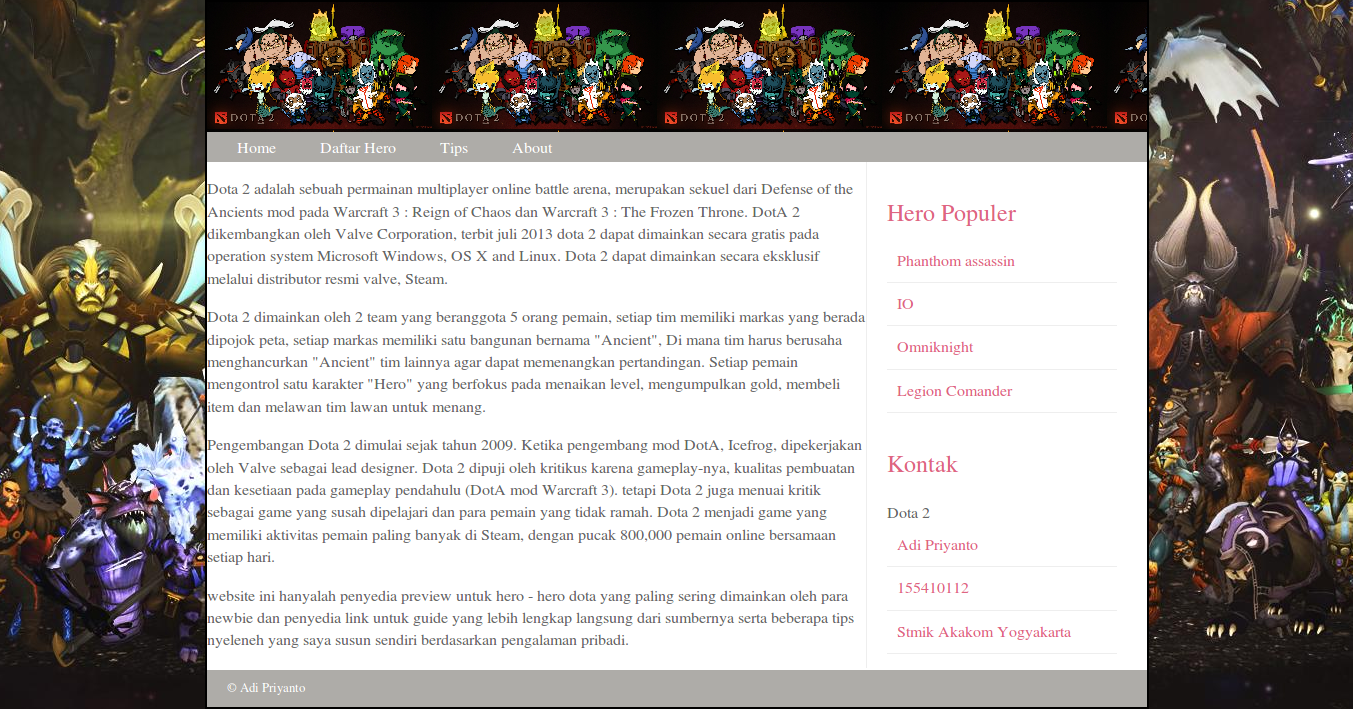 DOTA 2 DOTA 2 DOTA 2 DOTA 2 DO
Home Daftar Hero Tips About
Dota 2 adalah sebuah permainan multiplayer online battle arena, merupakan sekuel dari Defense of the
Ancients mod pada Warcraft 3 : Reign of Chaos dan Warcraft 3 : The Frozen Throne. DotA 2
dikembangkan oleh Valve Corporation, terbit juli 2013 dota 2 dapat dimainkan secara gratis pada
operation system Microsoft Windows, OS X and Linux. Dota 2 dapat dimainkan secara eksklusif
melalui distributor resmi valve, Steam.
Dota 2 dimainkan oleh 2 team yang beranggota 5 orang pemain, setiap tim memiliki markas yang berada
dipojok peta, setiap markas memiliki satu bangunan bernama "Ancient", Di mana tim harus berusaha
menghancurkan "Ancient" tim lainnya agar dapat memenangkan pertandingan. Setiap pemain
mengontrol satu karakter "Hero" yang berfokus pada menaikan level, mengumpulkan gold, membeli
item dan melawan tim lawan untuk menang.
Pengembangan Dota 2 dimulai sejak tahun 2009. Ketika pengembang mod DotA, Icefrog, dipekerjakan
oleh Valve sebagai lead designer. Dota 2 dipuji oleh kritikus karena gameplay-nya, kualitas pembuatan
dan kesetiaan pada gameplay pendahulu (DotA mod Warcraft 3). tetapi Dota 2 juga menuai kritik
sebagai game yang susah dipelajari dan para pemain yang tidak ramah. Dota 2 menjadi game yang
memiliki aktivitas pemain paling banyak di Steam, dengan pucak 800,000 pemain online bersamaan
setiap hari.
website ini hanyalah penyedia preview untuk hero - hero dota yang paling sering dimainkan oleh para
newbie dan penyedia link untuk guide yang lebih lengkap langsung dari sumbernya serta beberapa tips
nyeleneh yang saya susun sendiri berdasarkan pengalaman pribadi.
Hero Populer
Phanthom assassin
IO
Omniknight
Legion Comander
Kontak
Dota 2
Adi Priyanto
155410112
Stmik Akakom Yogyakarta
© Adi Priyanto